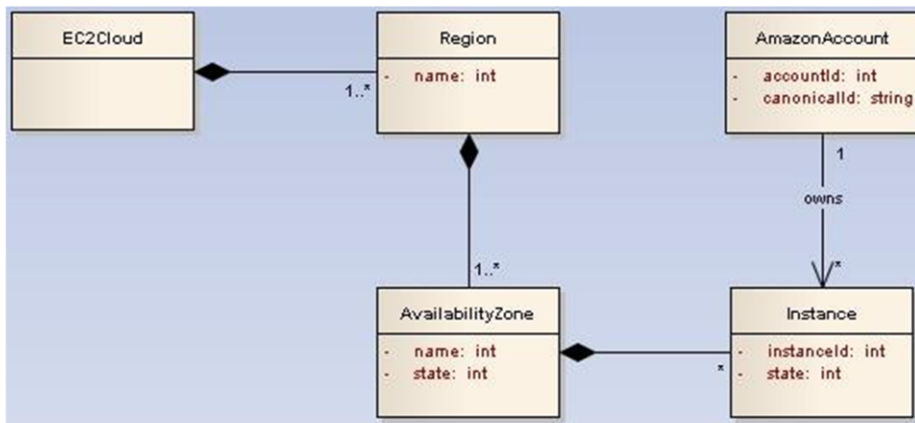 EC2Cloud
Region
- name: int
1..*
AmazonAccount
- accountId: int
- canonicalId: string
1
owns
*
1..*
AvailabilityZone
- name: int
- state: int
*
Instance
- instanceId: int
- state: int